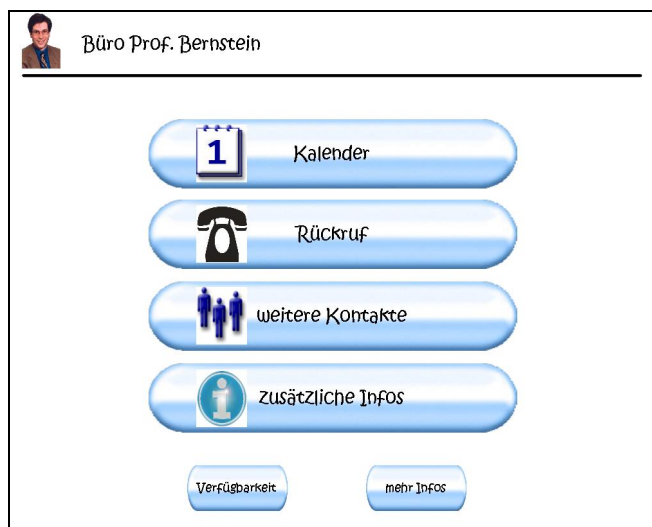 Büro Prof. Bernstein
1
Kalender
Rückruf
weitere Kontakte
zusätzliche Infos
Verfügbarkeit
mehr Infos